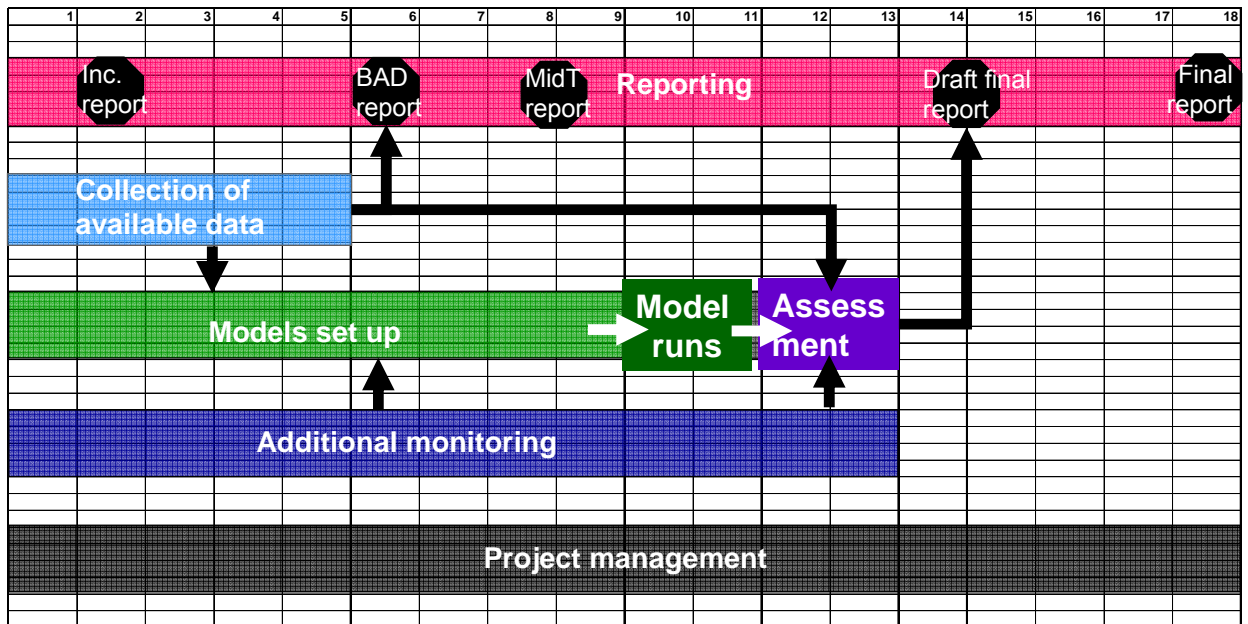 1 2 3 4 5 6 7 8 9 10 11 12 13 14 15 16 17 18
Inc.
report
BAD
report
MidT
report
Reporting
Draft final
report
Final
report
Collection of
available data
Models set up
Model
runs
Assess
ment
Additional monitoring
Project management